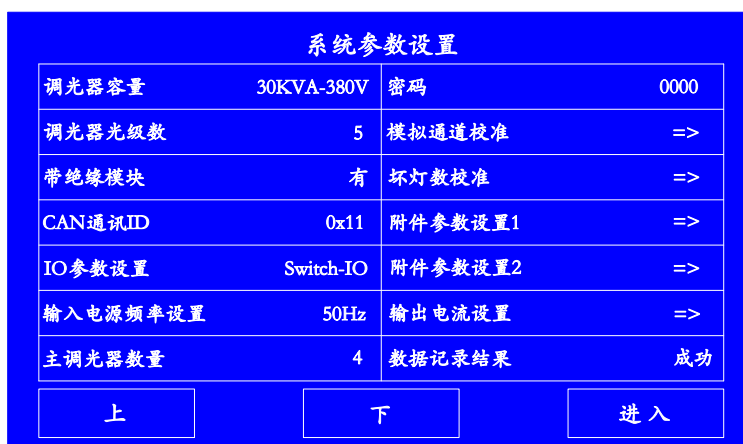 系统参数设置
调光器容量 30KVA-380V 密码 0000
调光器光级数 5 模拟通道校准 =>
带绝缘模块 有 坏灯数校准 =>
CAN通讯ID 0x11 附件参数设置1 =>
IO参数设置 Switch-IO 附件参数设置2 =>
输入电源频率设置 50Hz 输出电流设置 =>
主调光器数量 4 数据记录结果 成功
上 下 进入